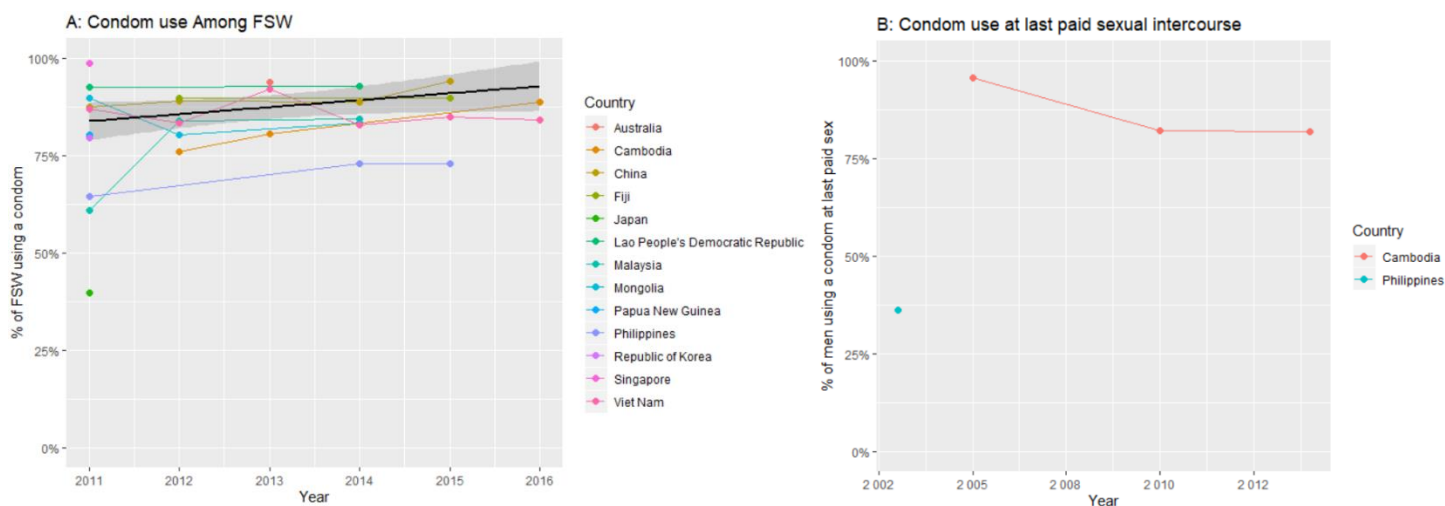 A: Condom use Among FSW
% of FSW using a condom
100%
75%
50%
25%
0%
2011 2012 2013 2014 2015 2016
Year
Country
Australia
Cambodia
China
Fiji
Japan
Lao People's Democratic Republic
Malaysia
Mongolia
Papua New Guinea
Philippines
Republic of Korea
Singapore
Viet Nam
B: Condom use at last paid sexual intercourse
% of men using a condom at last paid sex
100%
75%
50%
25%
0%
2 002 2 005 2 008 2 010 2 012
Year
Country
Cambodia
Philippines